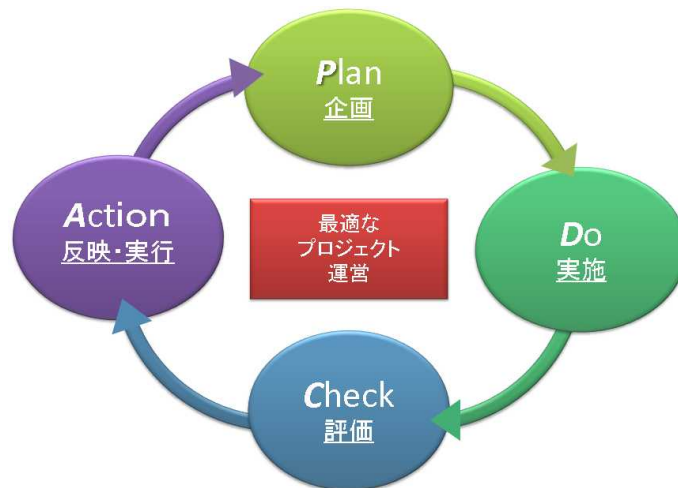 Plan
企画
Do
実施
Check
評価
Action
反映・実行
最適な
プロジェクト
運営